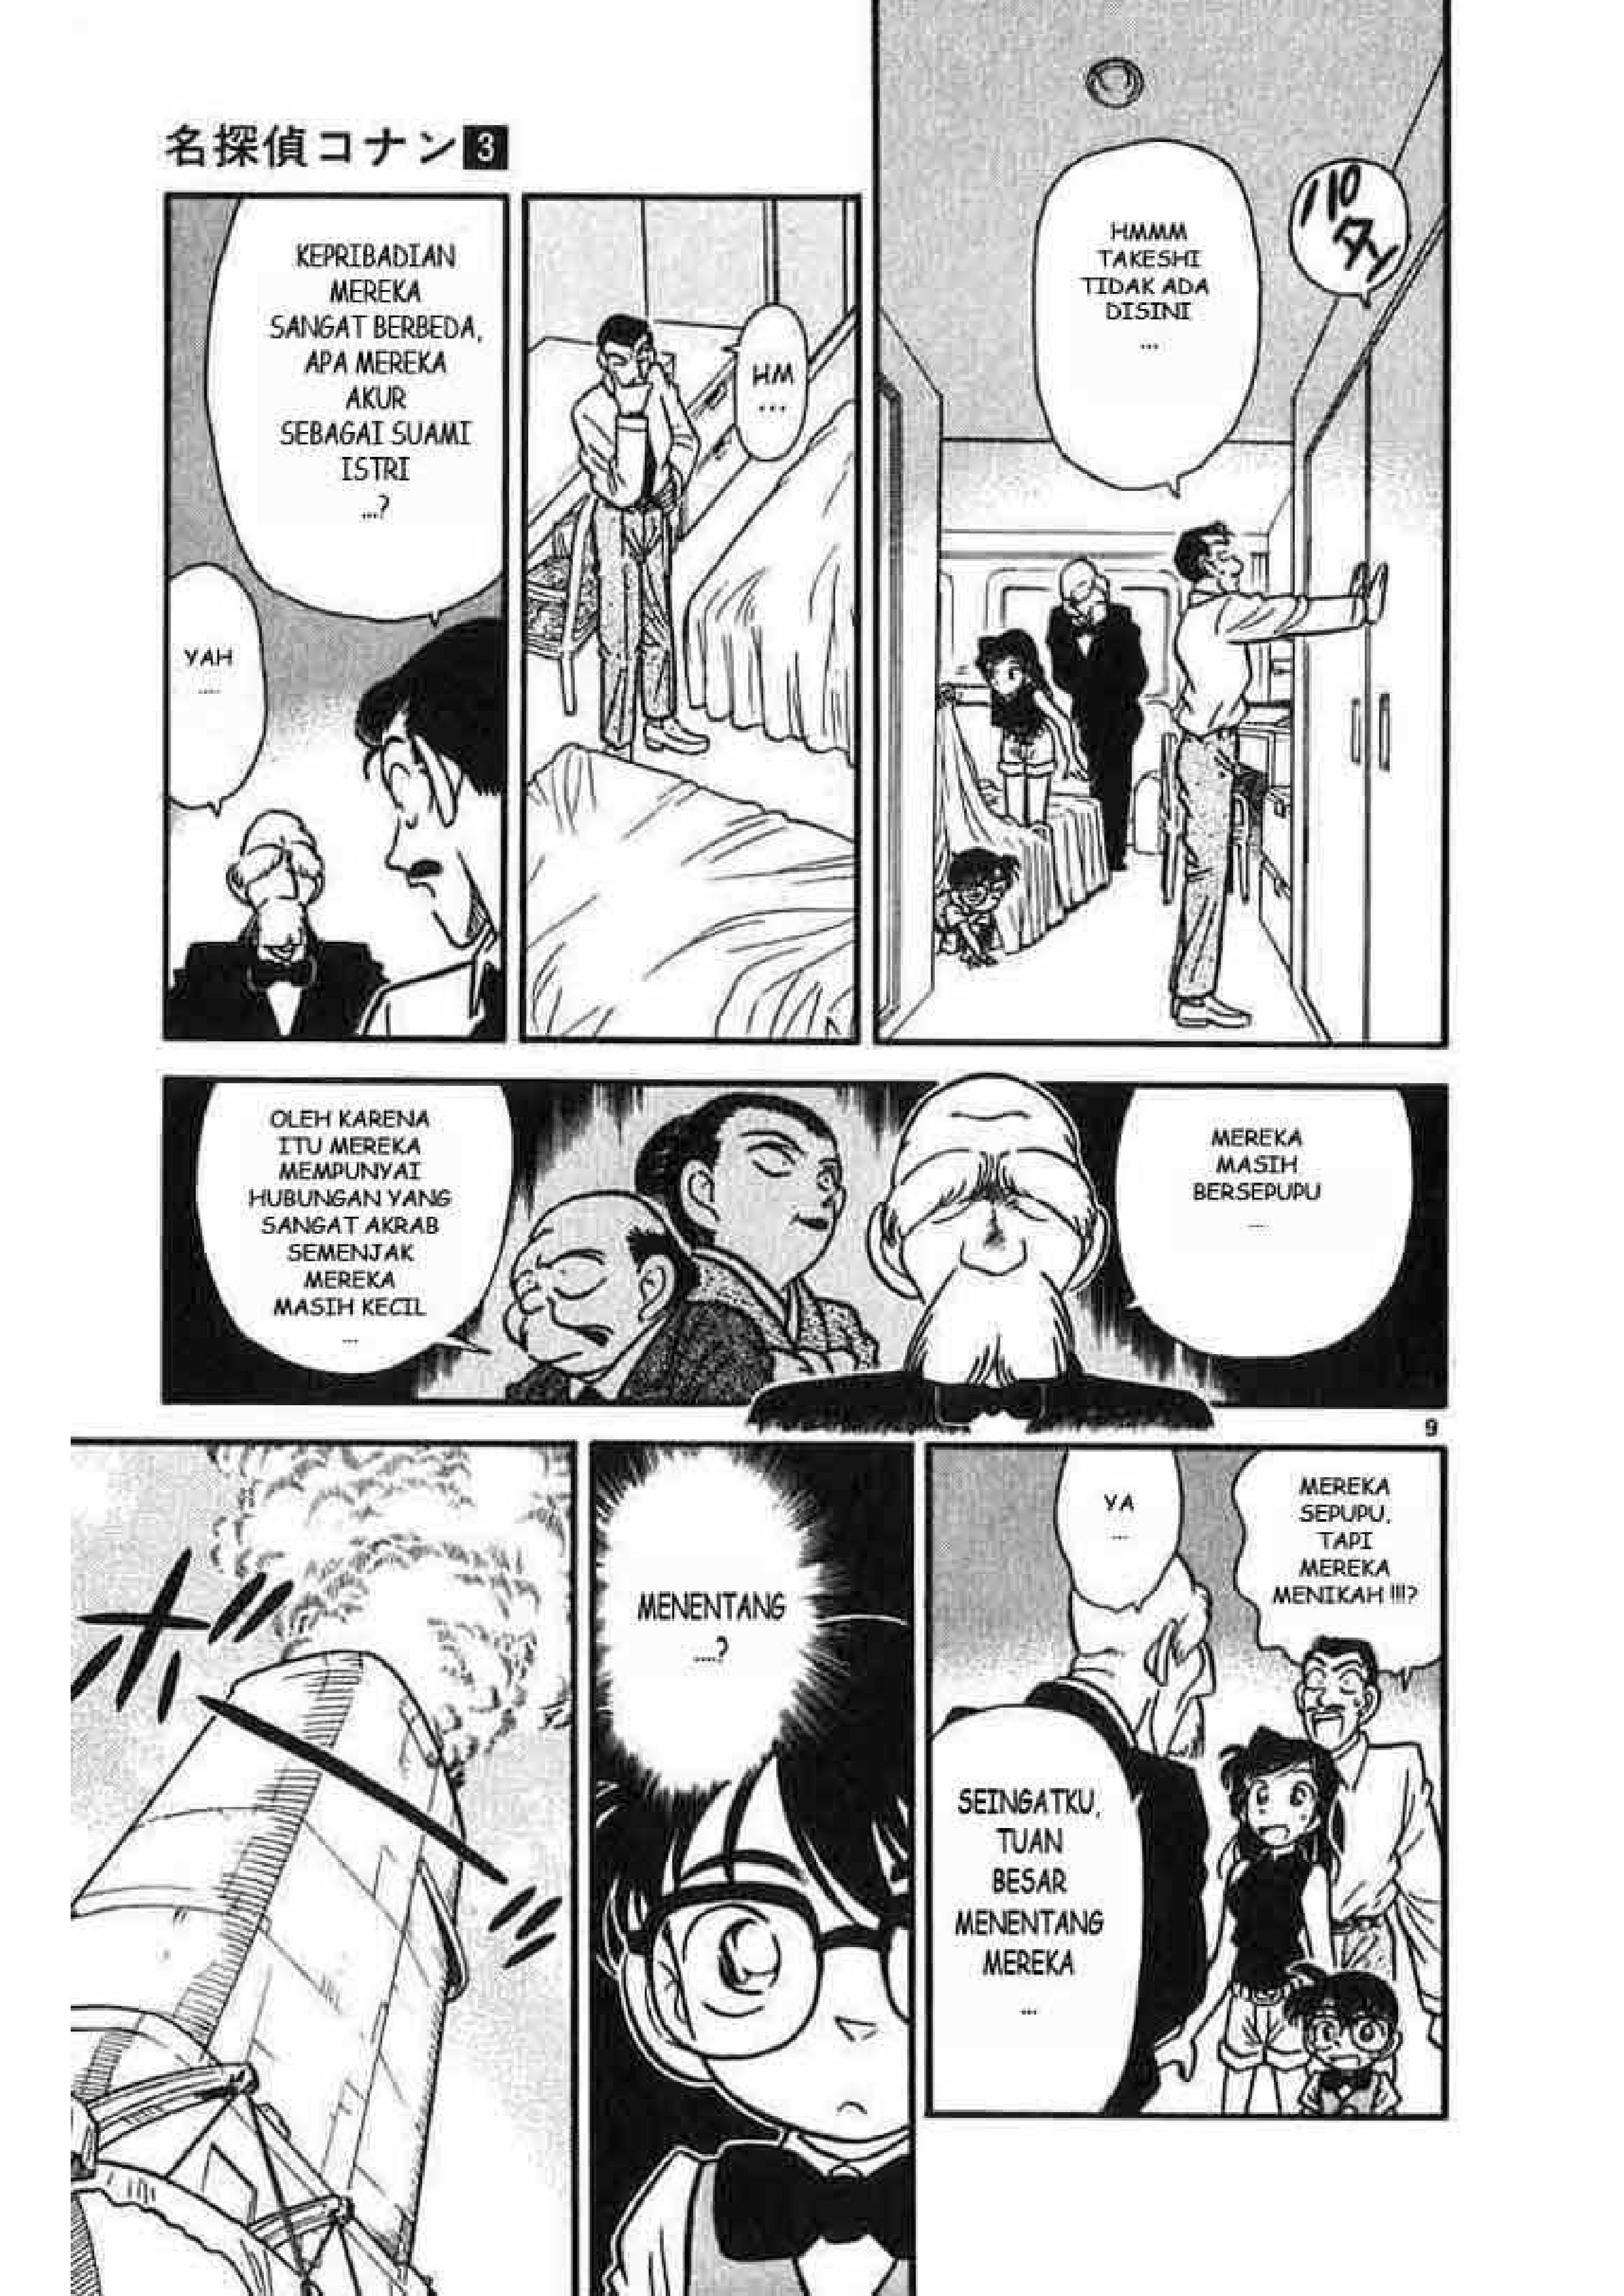 名探偵コナン3
HMMM
TAKESHI
TIDAK ADA
DISINI
...
HM
...
KEPRIBADIAN
MEREKA
SANGAT BERBEDA,
APA MEREKA
AKUR
SEBAGAI SUAMI
ISTRI
...?
YAH
....
MEREKA
MASIH
BERSEPUPU
...
OLEH KARENA
ITU MEREKA
MEMPUNYAI
HUBUNGAN YANG
SANGAT AKRAB
SEMENJAK
MEREKA
MASIH KECIL
...
9
MEREKA
SEPUPU,
TAPI
MEREKA
MENIKAH !!!?
YA
...
SEINGATKU,
TUAN
BESAR
MENENTANG
MEREKA
...
MENENTANG
....?
ボ